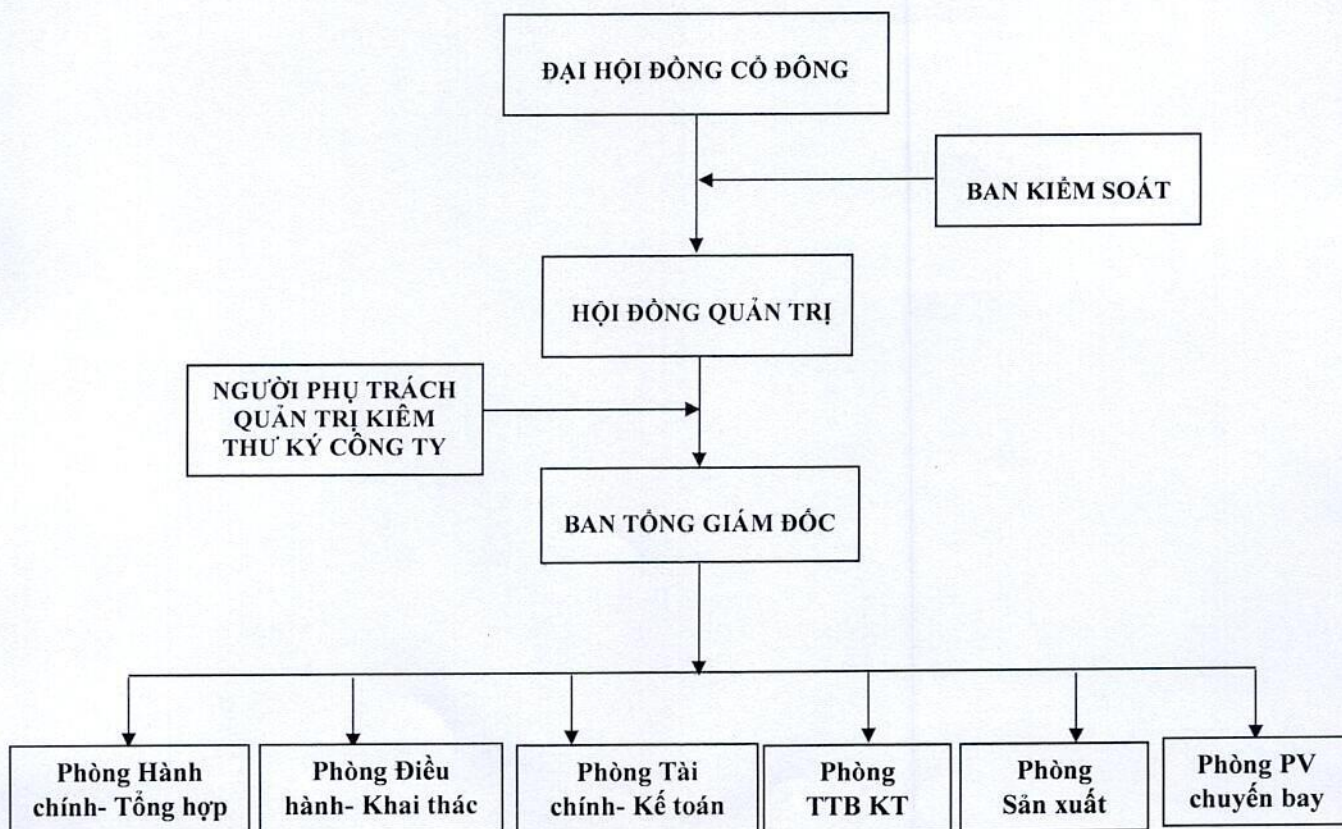 ĐẠI HỘI ĐỒNG CỔ ĐÔNG
BAN KIỂM SOÁT
HỘI ĐỒNG QUẢN TRỊ
NGƯỜI PHỤ TRÁCH
QUẢN TRỊ KIÊM
THƯ KÝ CÔNG TY
BAN TỔNG GIÁM ĐỐC
Phòng Hành
chính- Tổng hợp
Phòng Điều
hành- Khai thác
Phòng Tài
chính- Kế toán
Phòng
TTB KT
Phòng
Sản xuất
Phòng PV
chuyến bay